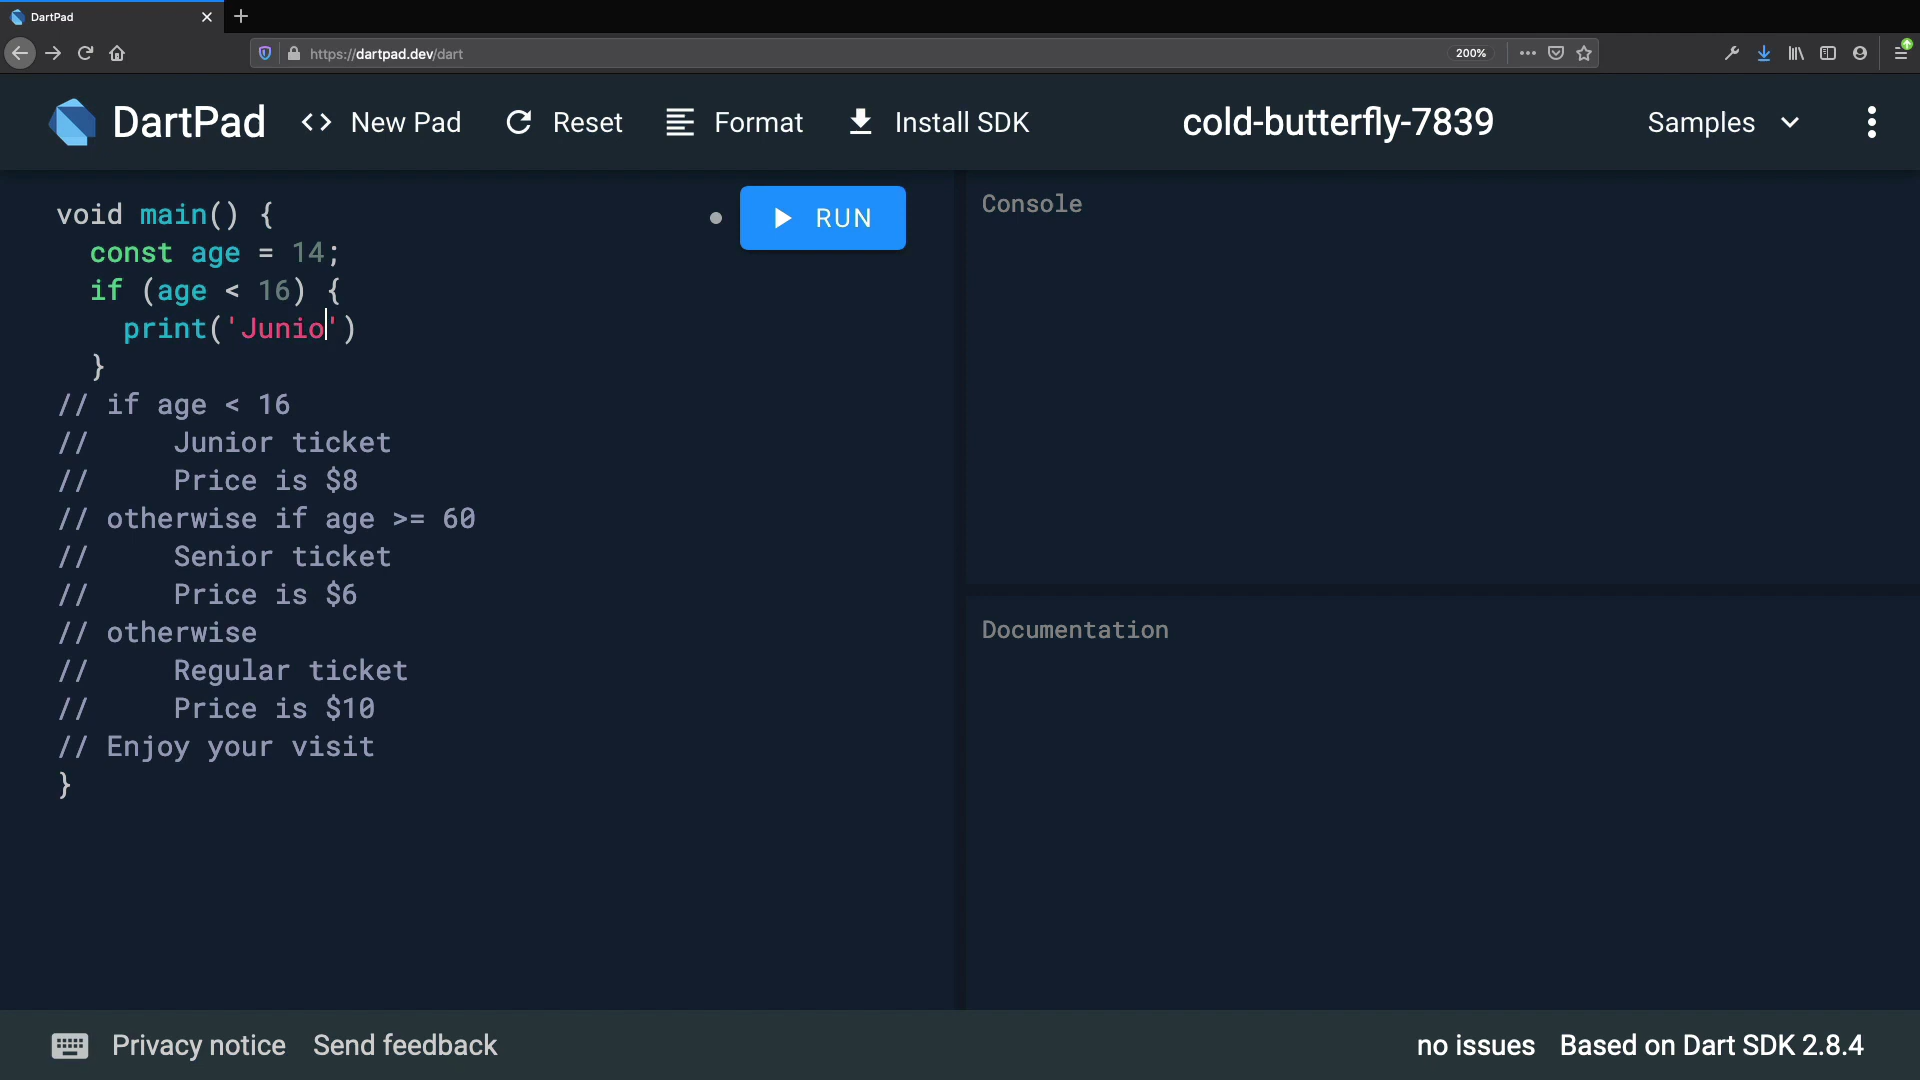 DartPad
https://dartpad.dev/dart
200%
DartPad
New Pad
Reset
Format
Install SDK
cold-butterfly-7839
Samples
void main() {
  const age = 14;
  if (age < 16) {
    print('Junio')
  }
// if age < 16
//     Junior ticket
//     Price is $8
// otherwise if age >= 60
//     Senior ticket
//     Price is $6
// otherwise
//     Regular ticket
//     Price is $10
// Enjoy your visit
}
RUN
Console
Documentation
Privacy notice
Send feedback
no issues
Based on Dart SDK 2.8.4